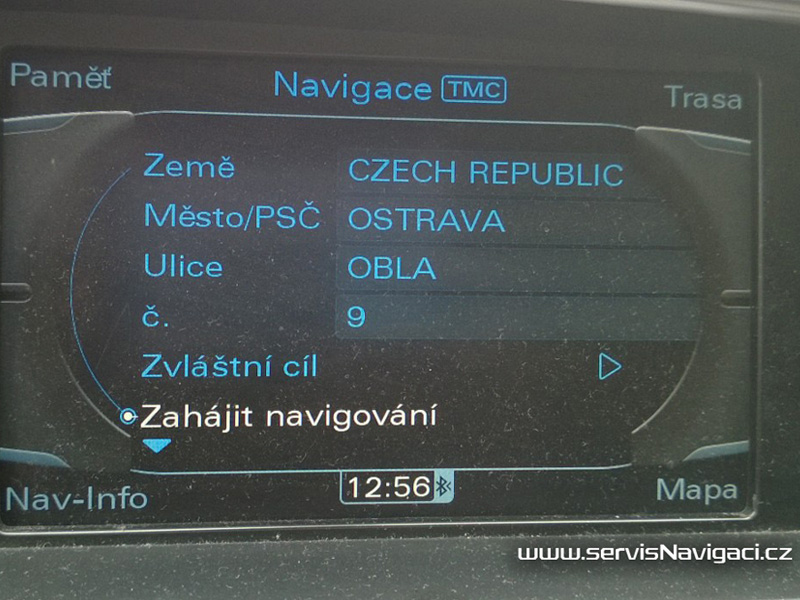 Paměť
Navigace TMC
Trasa
Země CZECH REPUBLIC
Město/PSČ OSTRAVA
Ulice OBLA
č. 9
Zvláštní cíl
Zahájit navigování
Nav-Info
12:56
Mapa
www.servisNavigaci.cz